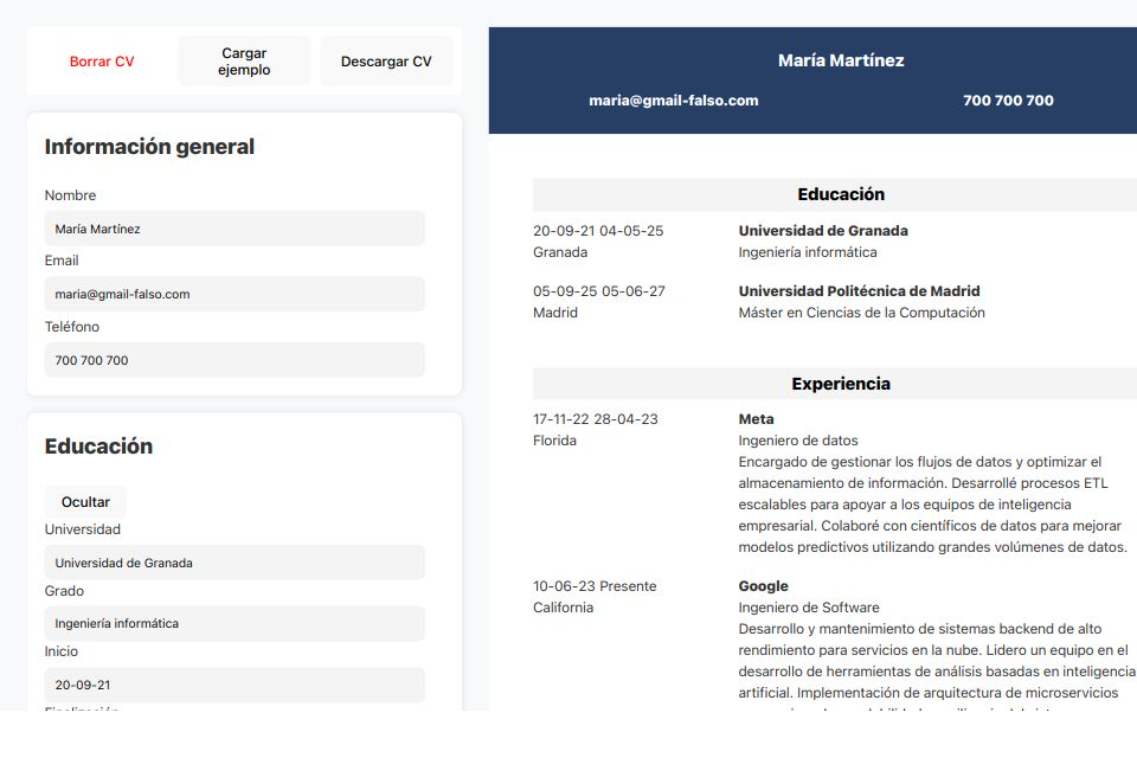 Borrar CV
Cargar
ejemplo
Descargar CV
Información general
Nombre
María Martínez
Email
maria@gmail-falso.com
Teléfono
700 700 700
Educación
Ocultar
Universidad
Universidad de Granada
Grado
Ingeniería informática
Inicio
20-09-21
Finalización
María Martínez
maria@gmail-falso.com 700 700 700
Educación
20-09-21 04-05-25 Universidad de Granada
Granada Ingeniería informática
05-09-25 05-06-27 Universidad Politécnica de Madrid
Madrid Máster en Ciencias de la Computación
Experiencia
17-11-22 28-04-23 Meta
Florida Ingeniero de datos
Encargado de gestionar los flujos de datos y optimizar el
almacenamiento de información. Desarrollé procesos ETL
escalables para apoyar a los equipos de inteligencia
empresarial. Colaboré con científicos de datos para mejorar
modelos predictivos utilizando grandes volúmenes de datos.
10-06-23 Presente Google
California Ingeniero de Software
Desarrollo y mantenimiento de sistemas backend de alto
rendimiento para servicios en la nube. Lidero un equipo en el
desarrollo de herramientas de análisis basadas en inteligencia
artificial. Implementación de arquitectura de microservicios